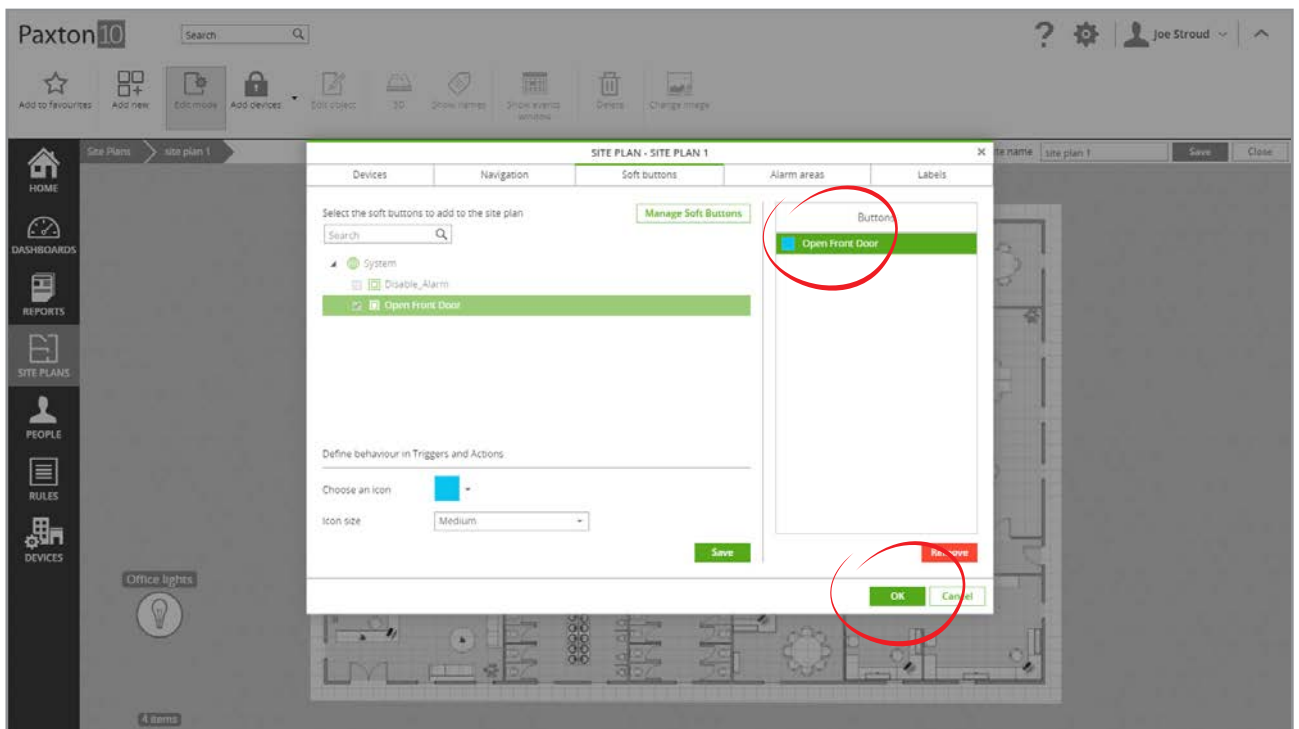 Paxton 10
Search
Joe Stroud
Add to favourites
Add new
Edit mode
Add devices
Edit object
3D
Show names
Show events window
Delete
Change image
Site Plans
site plan 1
SITE PLAN - SITE PLAN 1
te name
site plan 1
Save
Close
HOME
DASHBOARDS
REPORTS
SITE PLANS
PEOPLE
RULES
DEVICES
Devices
Navigation
Soft buttons
Alarm areas
Labels
Select the soft buttons to add to the site plan
Manage Soft Buttons
Search
System
Disable_Alarm
Open Front Door
Buttons
Open Front Door
Define behaviour in Triggers and Actions
Choose an icon
Icon size
Medium
Save
Remove
OK
Cancel
Office lights
4 items